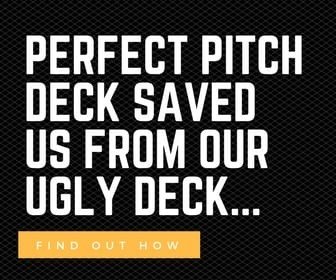 PERFECT PITCH
DECK SAVED
US FROM OUR
UGLY DECK...
FIND OUT HOW